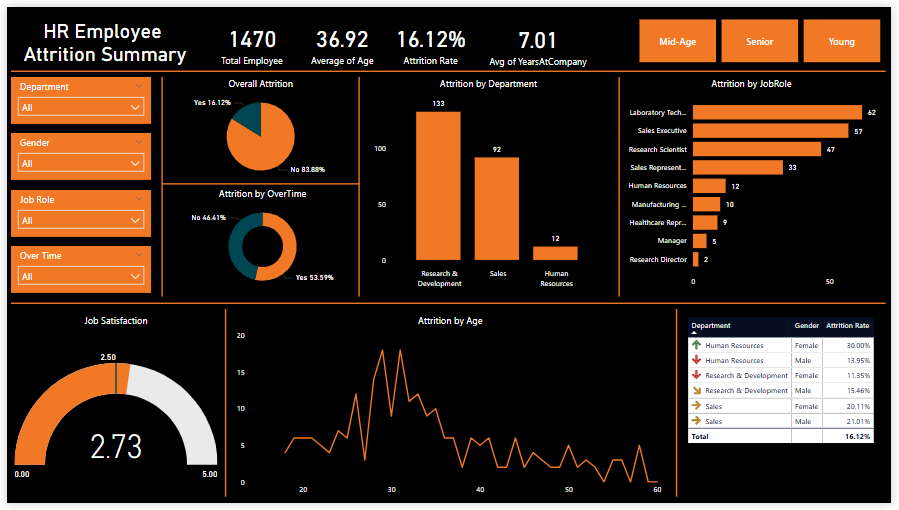 HR Employee
Attrition Summary
1470
Total Employee
36.92
Average of Age
16.12%
Attrition Rate
7.01
Avg of YearsAtCompany
Mid-Age
Senior
Young
Department
All
Gender
All
Job Role
All
Over Time
All
Overall Attrition
Yes 16.12%
No 83.88%
Attrition by OverTime
No 46.41%
Yes 53.59%
Attrition by Department
133
92
12
100
50
0
Research &
Development
Sales
Human
Resources
Attrition by JobRole
Laboratory Tech... 62
Sales Executive 57
Research Scientist 47
Sales Represent... 33
Human Resources 12
Manufacturing ... 10
Healthcare Repr... 9
Manager 5
Research Director 2
0 50
Job Satisfaction
2.50
2.73
0.00 5.00
Attrition by Age
20
15
10
5
0
20 30 40 50 60
Department Gender Attrition Rate
Human Resources Female 30.00%
Human Resources Male 13.95%
Research & Development Female 11.35%
Research & Development Male 15.46%
Sales Female 20.11%
Sales Male 21.01%
Total 16.12%